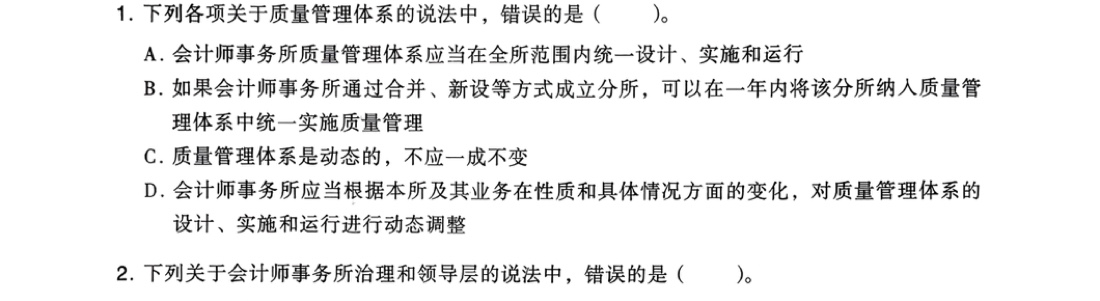 1. 下列各项关于质量管理体系的说法中，错误的是（　　）。
A. 会计师事务所质量管理体系应当在全所范围内统一设计、实施和运行
B. 如果会计师事务所通过合并、新设等方式成立分所，可以在一年内将该分所纳入质量管
理体系中统一实施质量管理
C. 质量管理体系是动态的，不应一成不变
D. 会计师事务所应当根据本所及其业务在性质和具体情况方面的变化，对质量管理体系的
设计、实施和运行进行动态调整
2. 下列关于会计师事务所治理和领导层的说法中，错误的是（　　）。